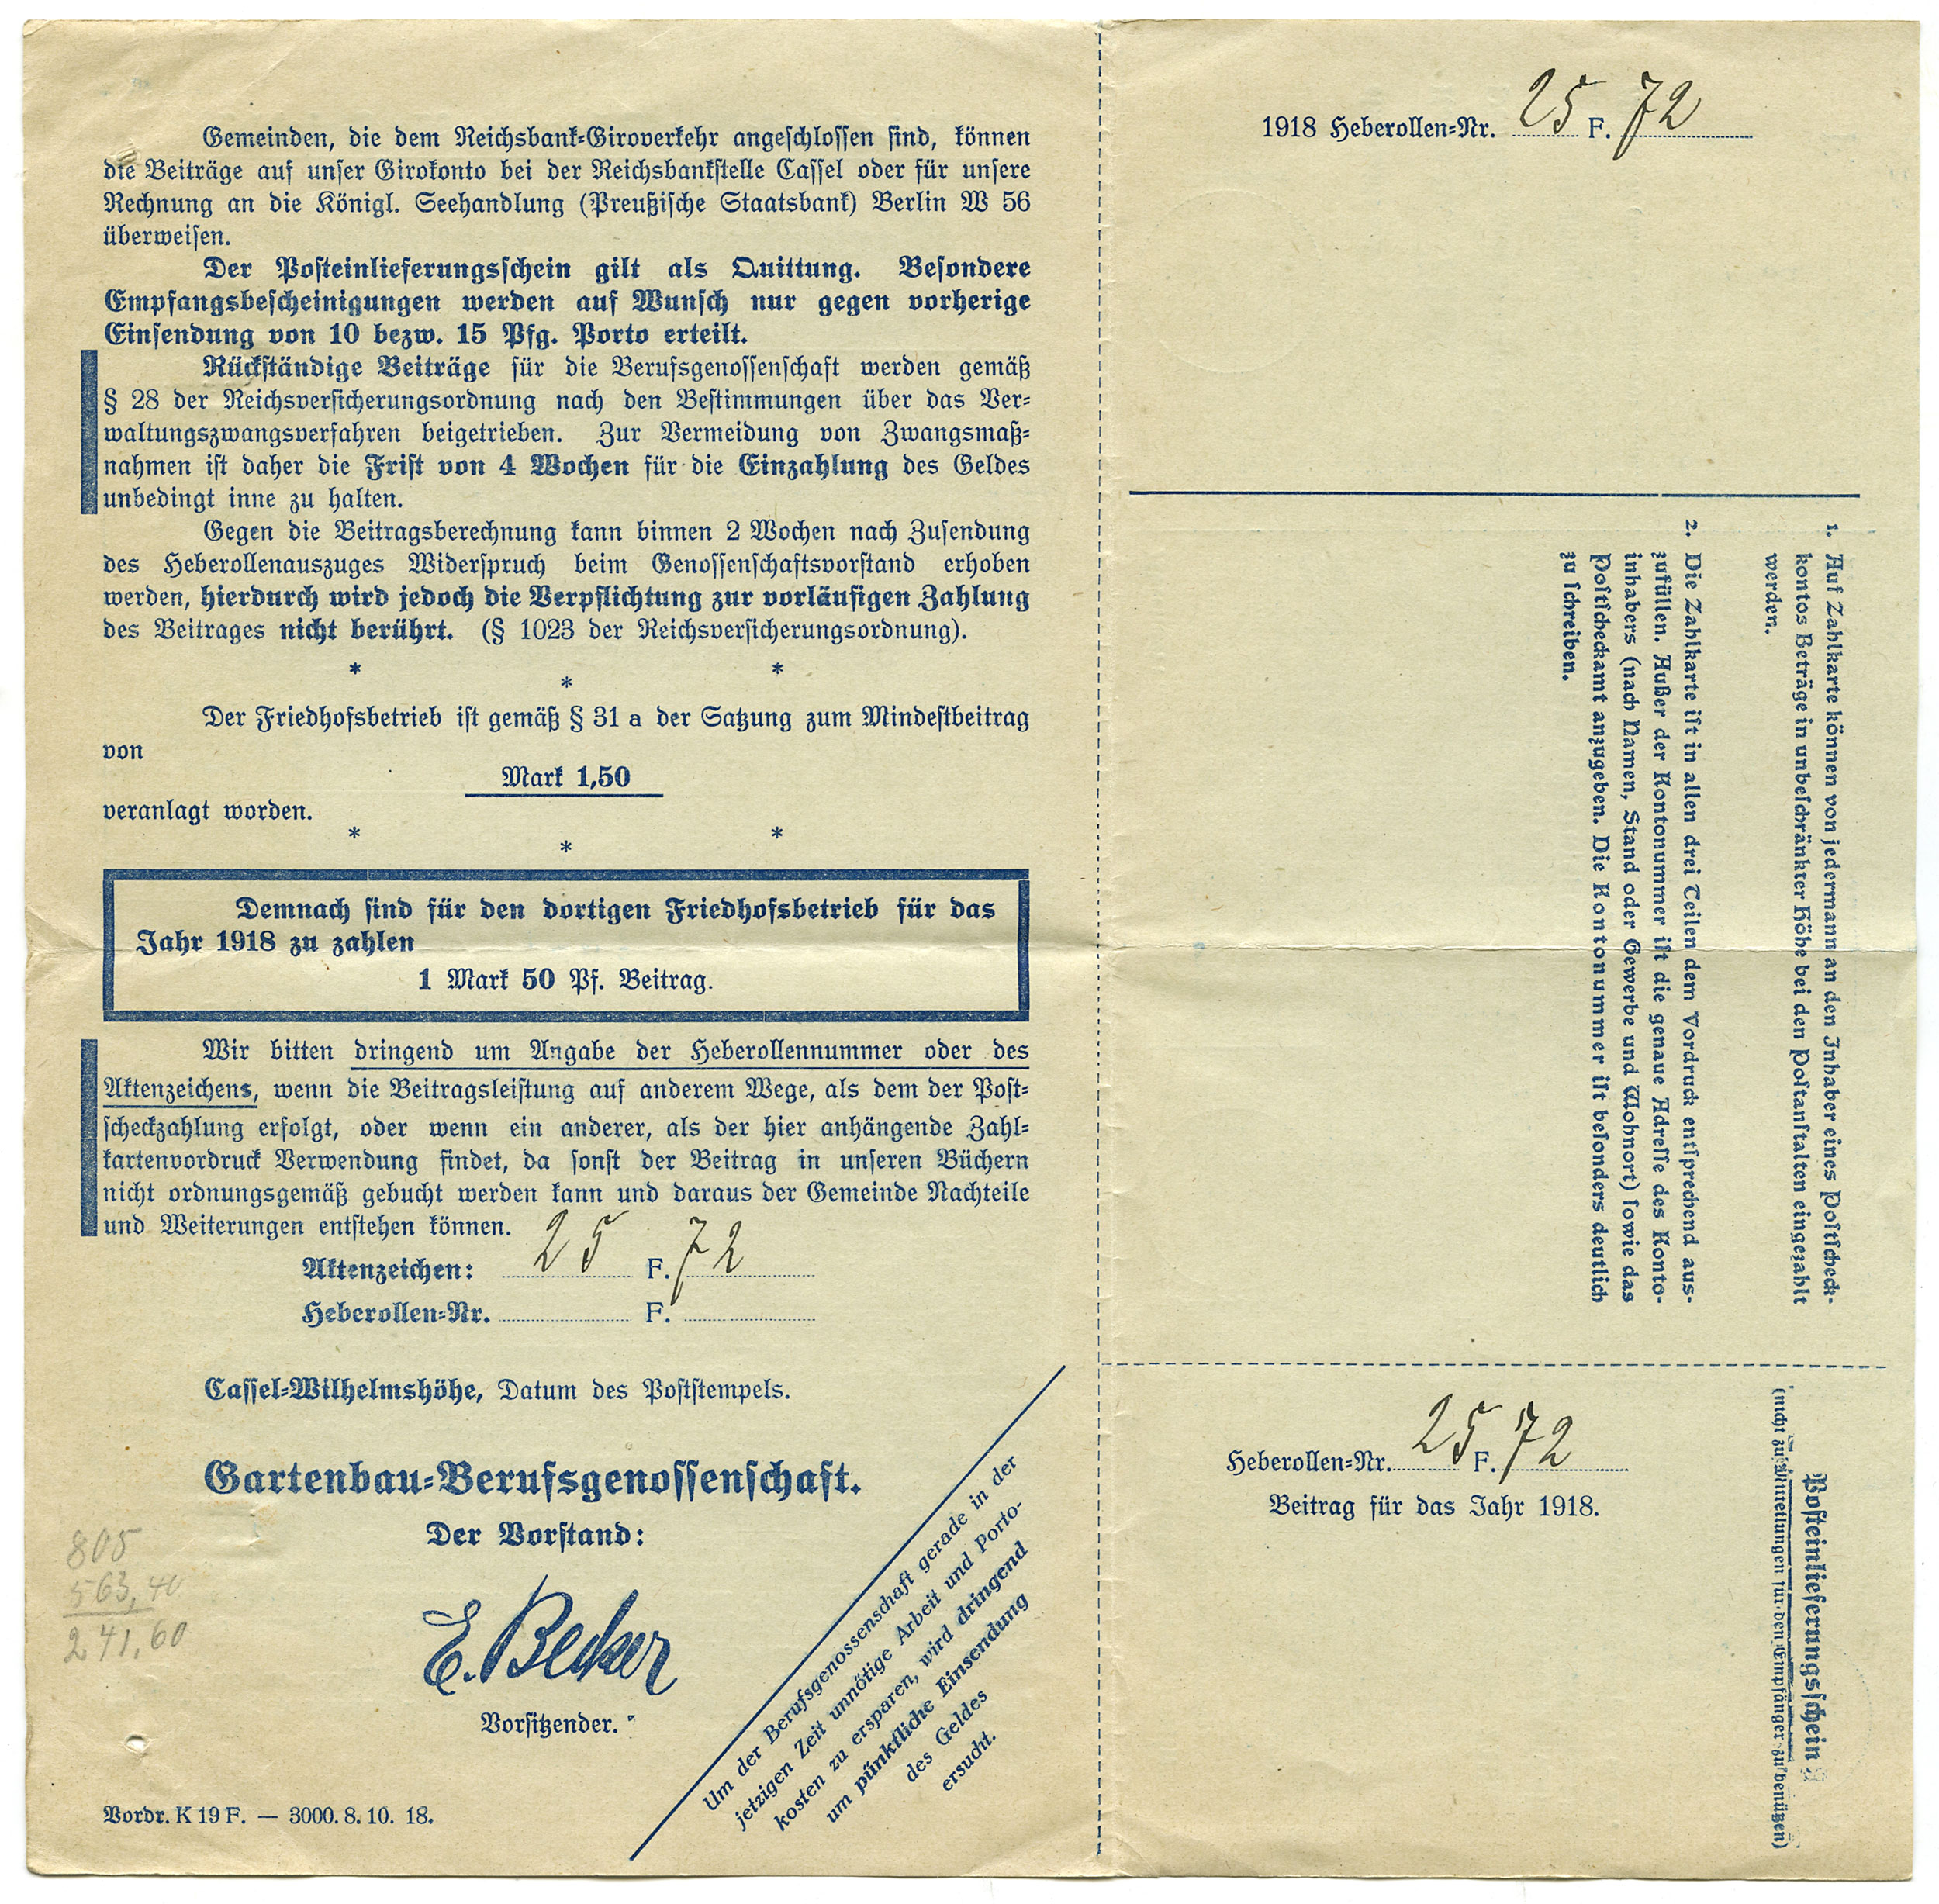 Gemeinden, die dem Reichsbank-Giroverkehr angeschlossen sind, können
die Beiträge auf unser Girokonto bei der Reichsbankstelle Cassel oder für unsere
Rechnung an die Königl. Seehandlung (Preußische Staatsbank) Berlin W 56
überweisen.
Der Posteinlieferungsschein gilt als Quittung. Besondere
Empfangsbescheinigungen werden auf Wunsch nur gegen vorherige
Einsendung von 10 bezw. 15 Pfg. Porto erteilt.
Rückständige Beiträge für die Berufsgenossenschaft werden gemäß
§ 28 der Reichsversicherungsordnung nach den Bestimmungen über das Ver-
waltungszwangsverfahren beigetrieben. Zur Vermeidung von Zwangsmaß-
nahmen ist daher die Frist von 4 Wochen für die Einzahlung des Geldes
unbedingt inne zu halten.
Gegen die Beitragsberechnung kann binnen 2 Wochen nach Zusendung
des Heberollenauszuges Widerspruch beim Genossenschaftsvorstand erhoben
werden, hierdurch wird jedoch die Verpflichtung zur vorläufigen Zahlung
des Beitrages nicht berührt. (§ 1023 der Reichsversicherungsordnung).
* * *
Der Friedhofsbetrieb ist gemäß § 31 a der Satzung zum Mindestbeitrag
von
Mark 1,50
veranlagt worden.
* * *
Demnach sind für den dortigen Friedhofsbetrieb für das
Jahr 1918 zu zahlen
1 Mark 50 Pf. Beitrag.
Wir bitten dringend um Angabe der Heberollennummer oder des
Aktenzeichens, wenn die Beitragsleistung auf anderem Wege, als dem der Post-
scheckzahlung erfolgt, oder wenn ein anderer, als der hier anhängende Zahl-
kartenvordruck Verwendung findet, da sonst der Beitrag in unseren Büchern
nicht ordnungsgemäß gebucht werden kann und daraus der Gemeinde Nachteile
und Weiterungen entstehen können.
Aktenzeichen: 25 F. 72
Heberollen-Nr. F.
Cassel-Wilhelmshöhe, Datum des Poststempels.
Gartenbau-Berufsgenossenschaft.
Der Vorstand:
E. Becker
Vorsitzender.
805
563,40
241,60
Vordr. K 19 F. — 3000. 8. 10. 18.
Um der Berufsgenossenschaft gerade in der
jetzigen Zeit unnötige Arbeit und Porto-
kosten zu ersparen, wird dringend
um pünktliche Einsendung
des Geldes
ersucht.
1918 Heberollen-Nr. 25 F. 72
1. Auf Zahlkarte können von jedermann an den Inhaber eines Postscheck-
kontos Beträge in unbeschränkter Höhe bei den Postanstalten eingezahlt
werden.
2. Die Zahlkarte ist in allen drei Teilen dem Vordruck entsprechend aus-
zufüllen. Außer der Kontonummer ist die genaue Adresse des Konto-
inhabers (nach Namen, Stand oder Gewerbe und Wohnort) sowie das
Postscheckamt anzugeben. Die Kontonummer ist besonders deutlich
zu schreiben.
Heberollen-Nr. 25 F. 72
Beitrag für das Jahr 1918.
Posteinlieferungsschein
(nicht zu Mitteilungen für den Empfänger zu benützen)